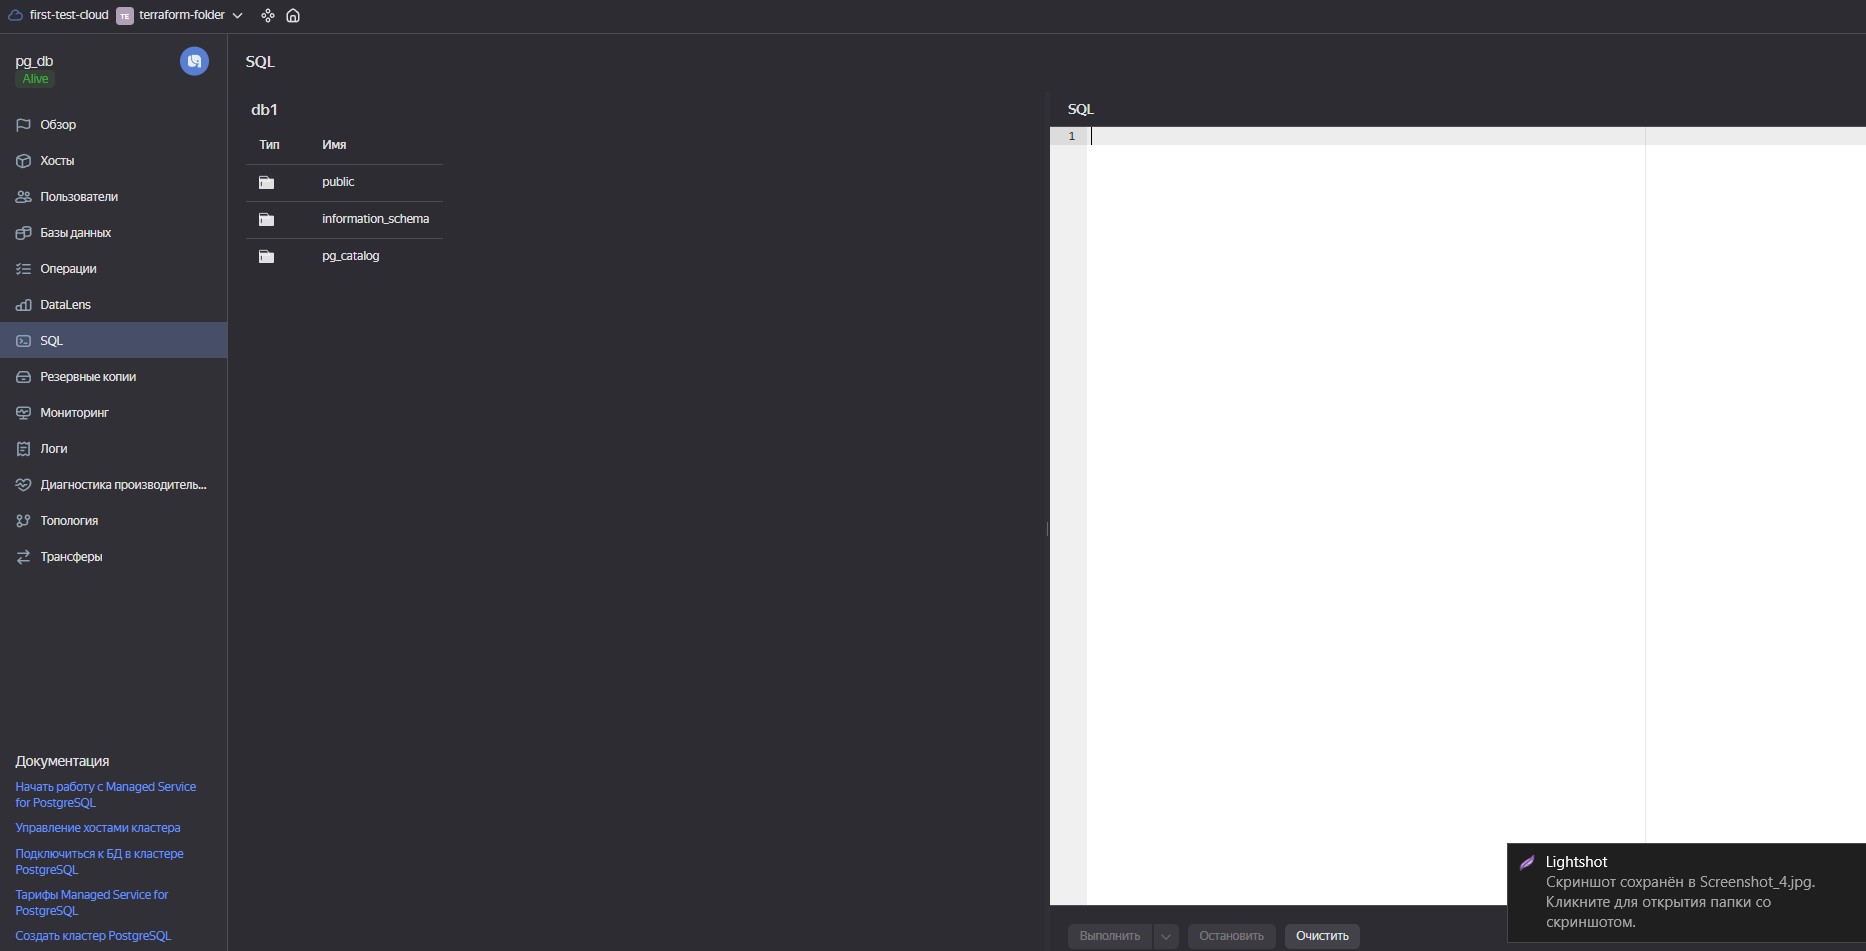 first-test-cloud TE terraform-folder
pg_db
Alive
Обзор
Хосты
Пользователи
Базы данных
Операции
DataLens
SQL
Резервные копии
Мониторинг
Логи
Диагностика производитель...
Топология
Трансферы
Документация
Начать работу с Managed Service
for PostgreSQL
Управление хостами кластера
Подключиться к БД в кластере
PostgreSQL
Тарифы Managed Service for
PostgreSQL
Создать кластер PostgreSQL
SQL
db1
Тип Имя
public
information_schema
pg_catalog
SQL
1
Выполнить Остановить Очистить
Lightshot
Скриншот сохранён в Screenshot_4.jpg.
Кликните для открытия папки со
скриншотом.